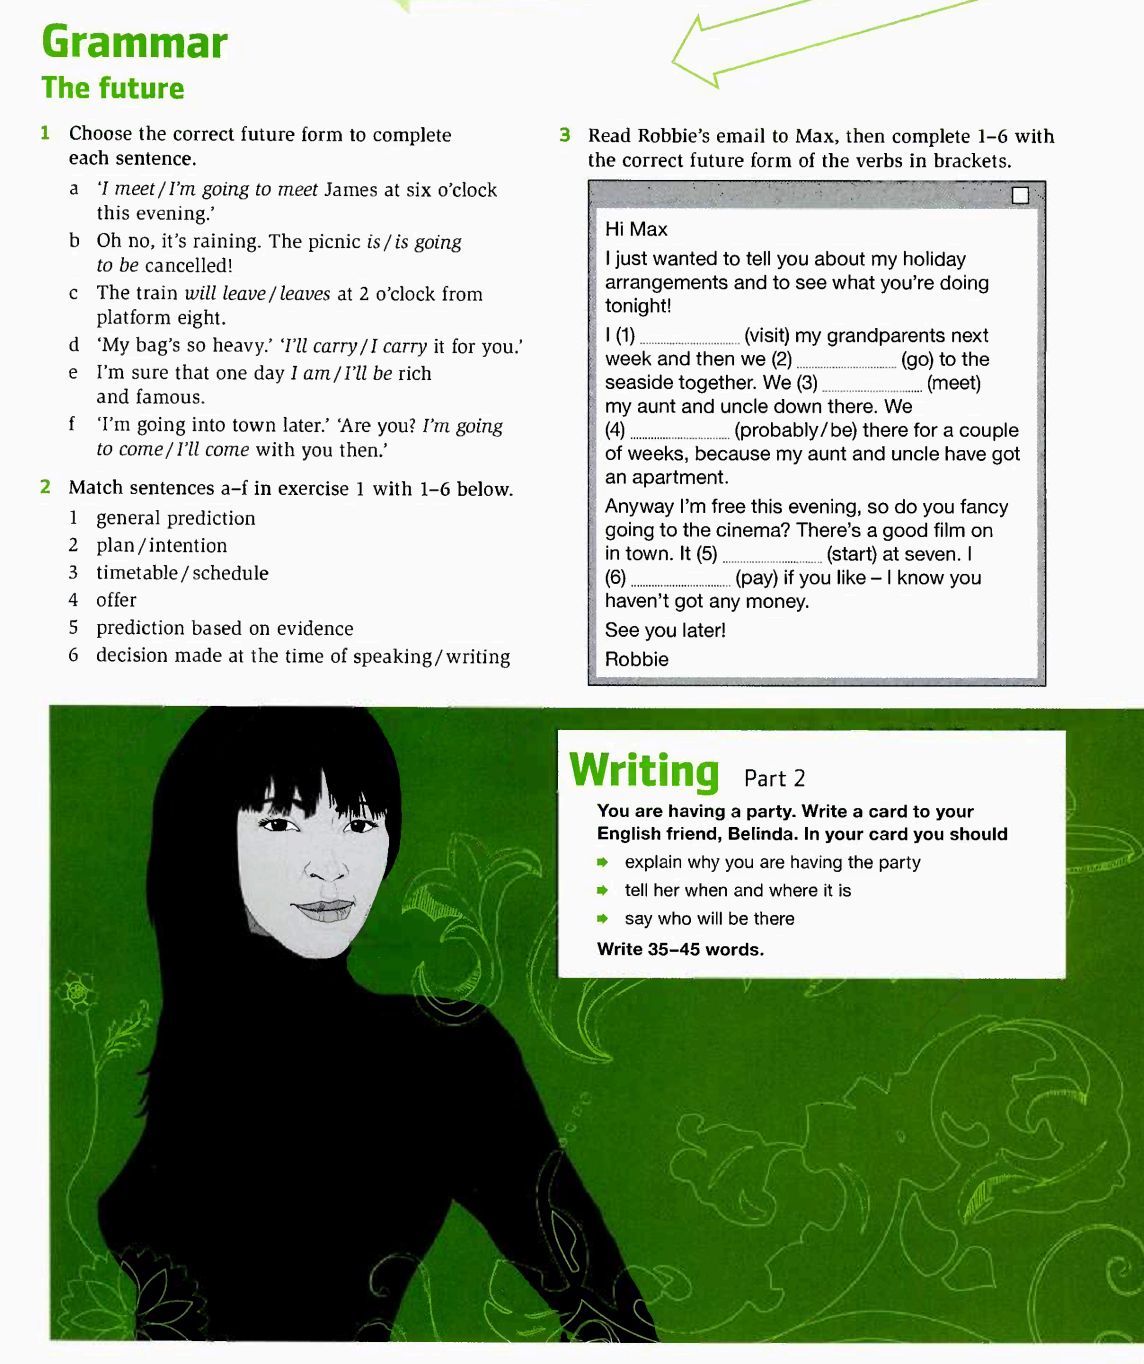 Grammar
The future
1 Choose the correct future form to complete
each sentence.
a ‘I meet / I’m going to meet James at six o’clock
this evening.’
b Oh no, it’s raining. The picnic is / is going
to be cancelled!
c The train will leave / leaves at 2 o’clock from
platform eight.
d ‘My bag’s so heavy.’ ‘I’ll carry / I carry it for you.’
e I’m sure that one day I am / I’ll be rich
and famous.
f ‘I’m going into town later.’ ‘Are you? I’m going
to come / I’ll come with you then.’
2 Match sentences a–f in exercise 1 with 1–6 below.
1 general prediction
2 plan / intention
3 timetable / schedule
4 offer
5 prediction based on evidence
6 decision made at the time of speaking / writing
3 Read Robbie’s email to Max, then complete 1–6 with
the correct future form of the verbs in brackets.
Hi Max
I just wanted to tell you about my holiday
arrangements and to see what you’re doing
tonight!
I (1) .............................. (visit) my grandparents next
week and then we (2) .............................. (go) to the
seaside together. We (3) .............................. (meet)
my aunt and uncle down there. We
(4) .............................. (probably / be) there for a couple
of weeks, because my aunt and uncle have got
an apartment.
Anyway I’m free this evening, so do you fancy
going to the cinema? There’s a good film on
in town. It (5) .............................. (start) at seven. I
(6) .............................. (pay) if you like – I know you
haven’t got any money.
See you later!
Robbie
Writing Part 2
You are having a party. Write a card to your
English friend, Belinda. In your card you should
explain why you are having the party
tell her when and where it is
say who will be there
Write 35–45 words.